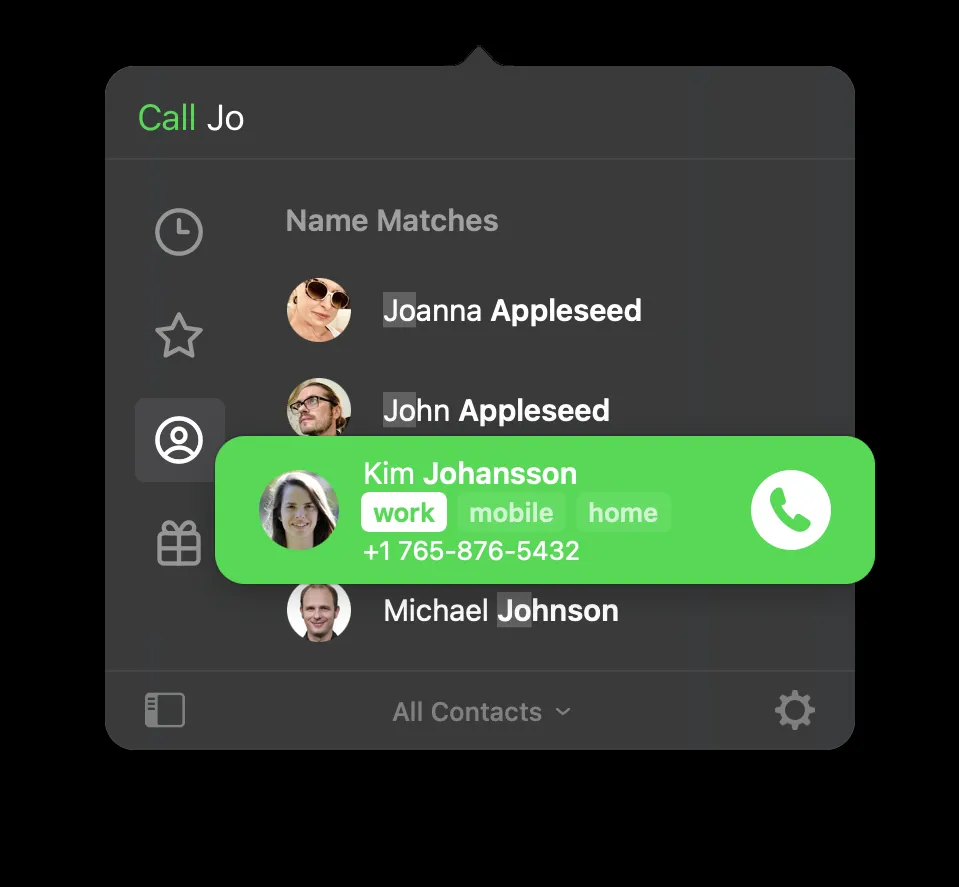 Call Jo
Name Matches
Joanna Appleseed
John Appleseed
Kim Johansson
work mobile home
+1 765-876-5432
Michael Johnson
All Contacts